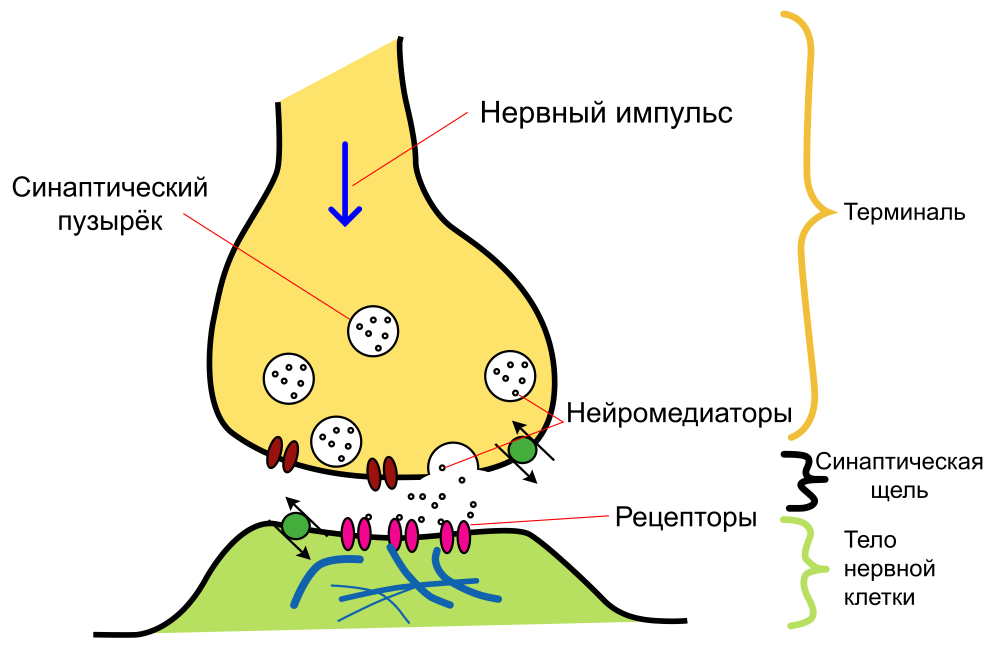 Нервный импульс
Синаптический
пузырёк
Терминаль
Нейромедиаторы
Синаптическая
щель
Рецепторы
Тело
нервной
клетки